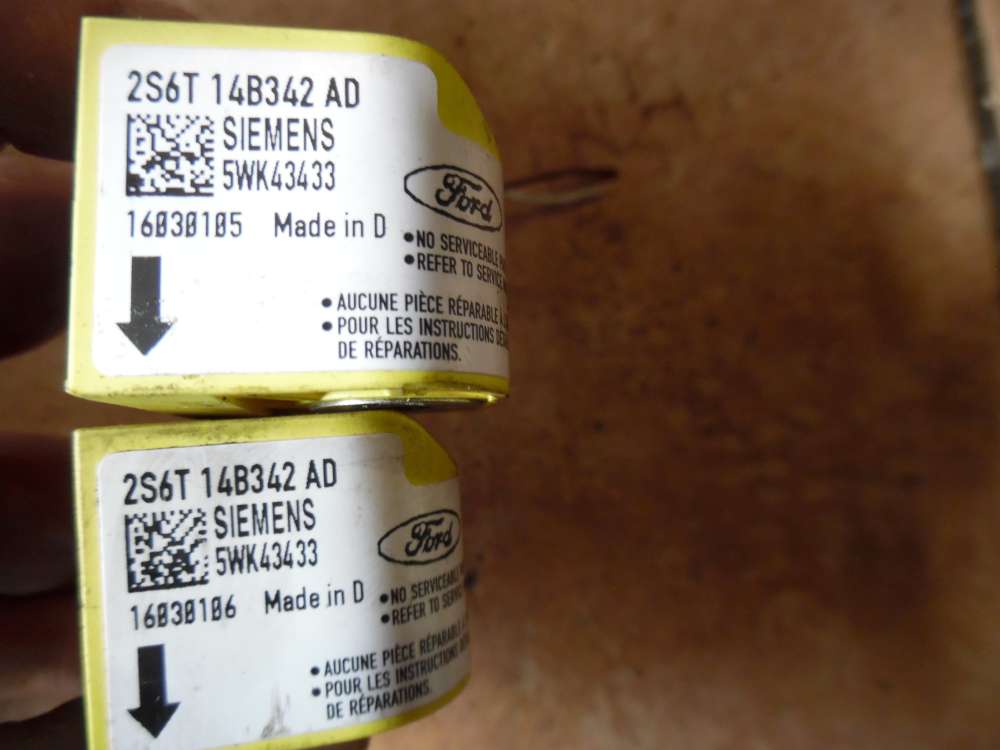 2S6T 14B342 AD
SIEMENS
5WK43433
16030105 Made in D
Ford
•NO SERVICEABLE
•REFER TO SERVICE
•AUCUNE PIÈCE RÉPARABLE À
•POUR LES INSTRUCTIONS
DE RÉPARATIONS.
2S6T 14B342 AD
SIEMENS
5WK43433
16030106 Made in D
Ford
•NO SERVICEABLE
•REFER TO SERVICE
•AUCUNE PIÈCE RÉPARABLE
•POUR LES INSTRUCTIONS
DE RÉPARATIONS.